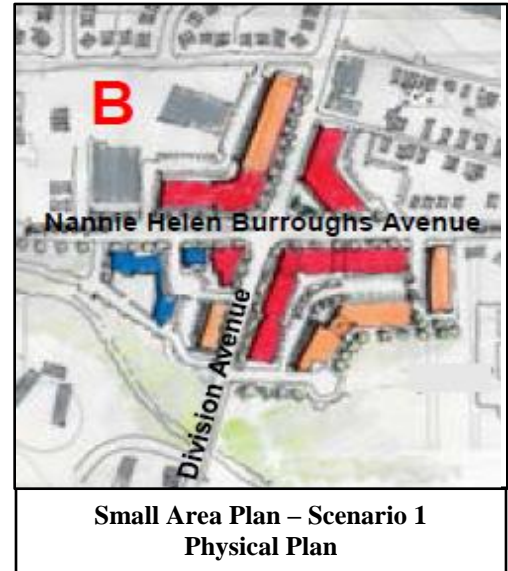 B
Nannie Helen Burroughs Avenue
Division Avenue
Small Area Plan – Scenario 1
Physical Plan